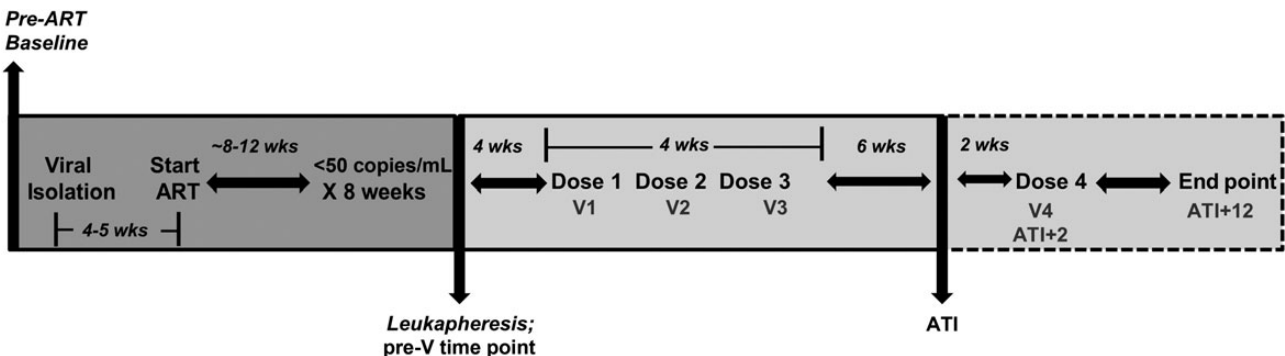 Pre-ART
Baseline
Viral
Isolation
4-5 wks
Start
ART
~8-12 wks
<50 copies/mL
X 8 weeks
Leukapheresis;
pre-V time point
4 wks
4 wks
Dose 1
V1
Dose 2
V2
Dose 3
V3
6 wks
ATI
2 wks
Dose 4
V4
ATI+2
End point
ATI+12